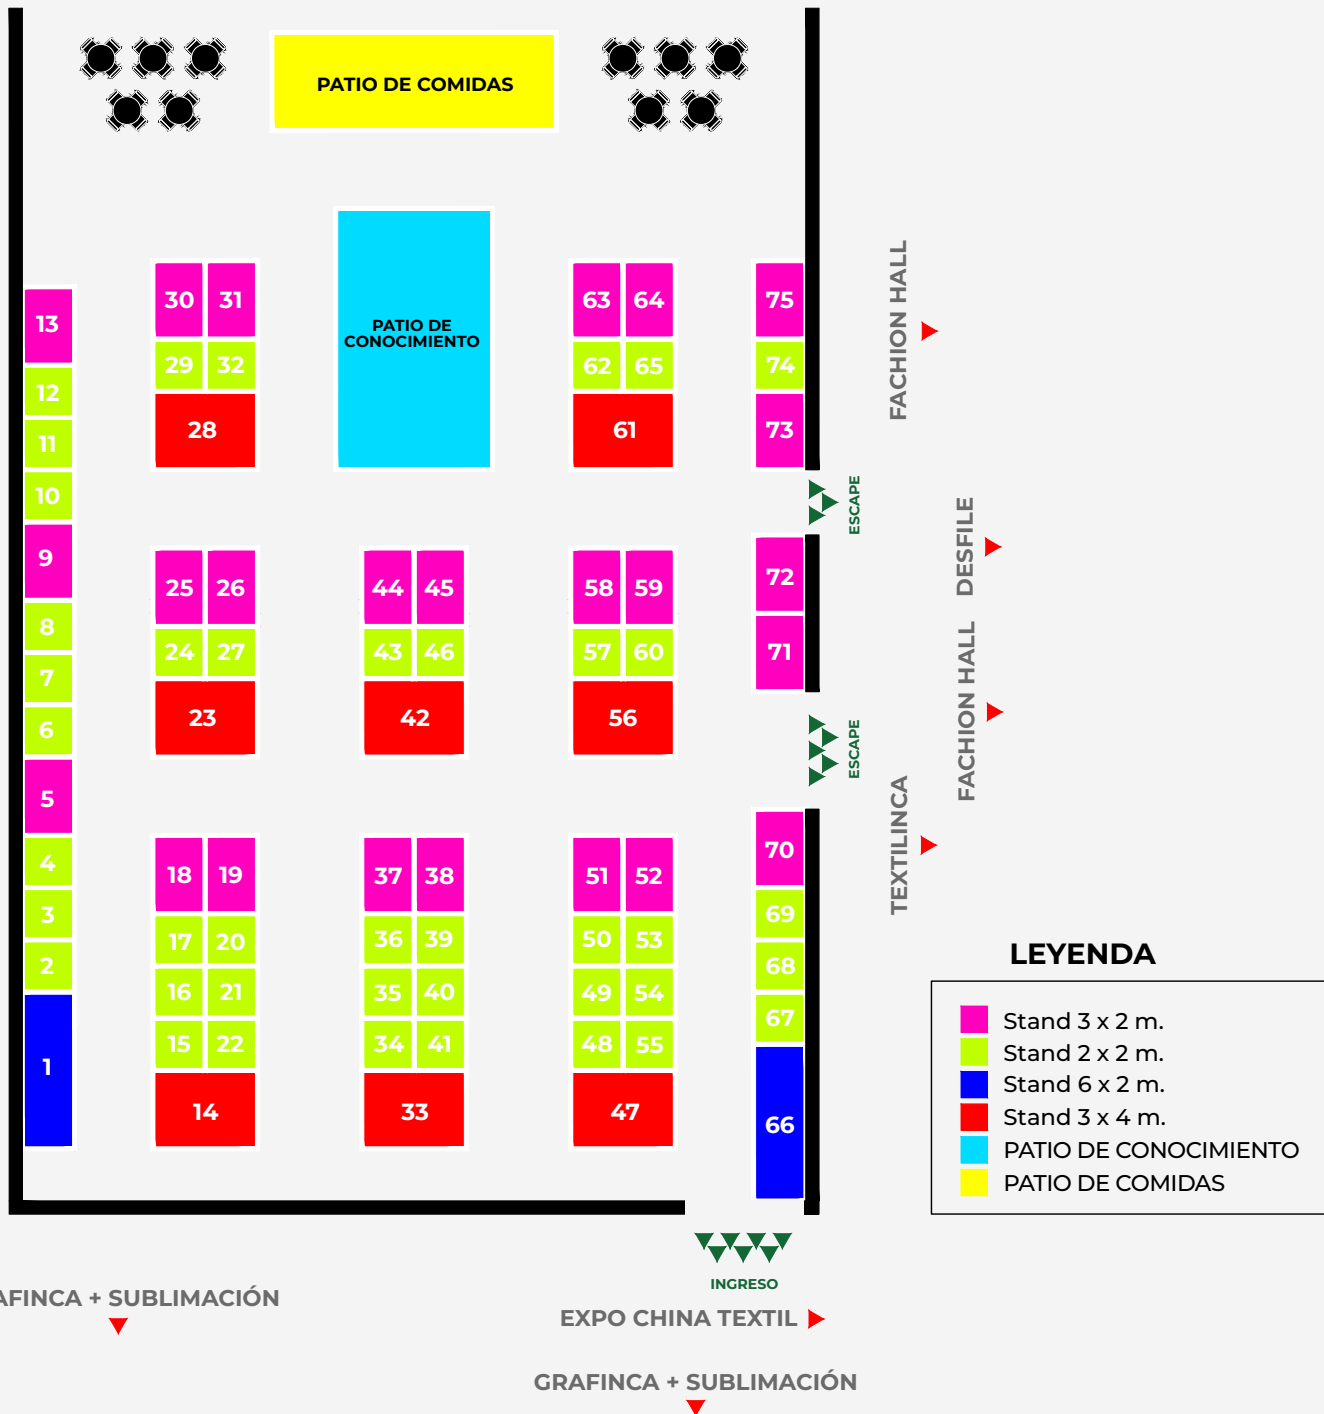 PATIO DE COMIDAS
PATIO DE
CONOCIMIENTO
30 31
29 32
28
63 64
62 65
61
75
74
73
13
12
11
10
9
8
7
6
5
4
3
2
1
25 26
24 27
23
44 45
43 46
42
58 59
57 60
56
72
71
18 19
17 20
16 21
15 22
14
37 38
36 39
35 40
34 41
33
51 52
50 53
49 54
48 55
47
70
69
68
67
66
ESCAPE
ESCAPE
FACHION HALL
DESFILE
FACHION HALL
TEXTILINCA
LEYENDA
Stand 3 x 2 m.
Stand 2 x 2 m.
Stand 6 x 2 m.
Stand 3 x 4 m.
PATIO DE CONOCIMIENTO
PATIO DE COMIDAS
INGRESO
AFINCA + SUBLIMACIÓN
EXPO CHINA TEXTIL
GRAFINCA + SUBLIMACIÓN